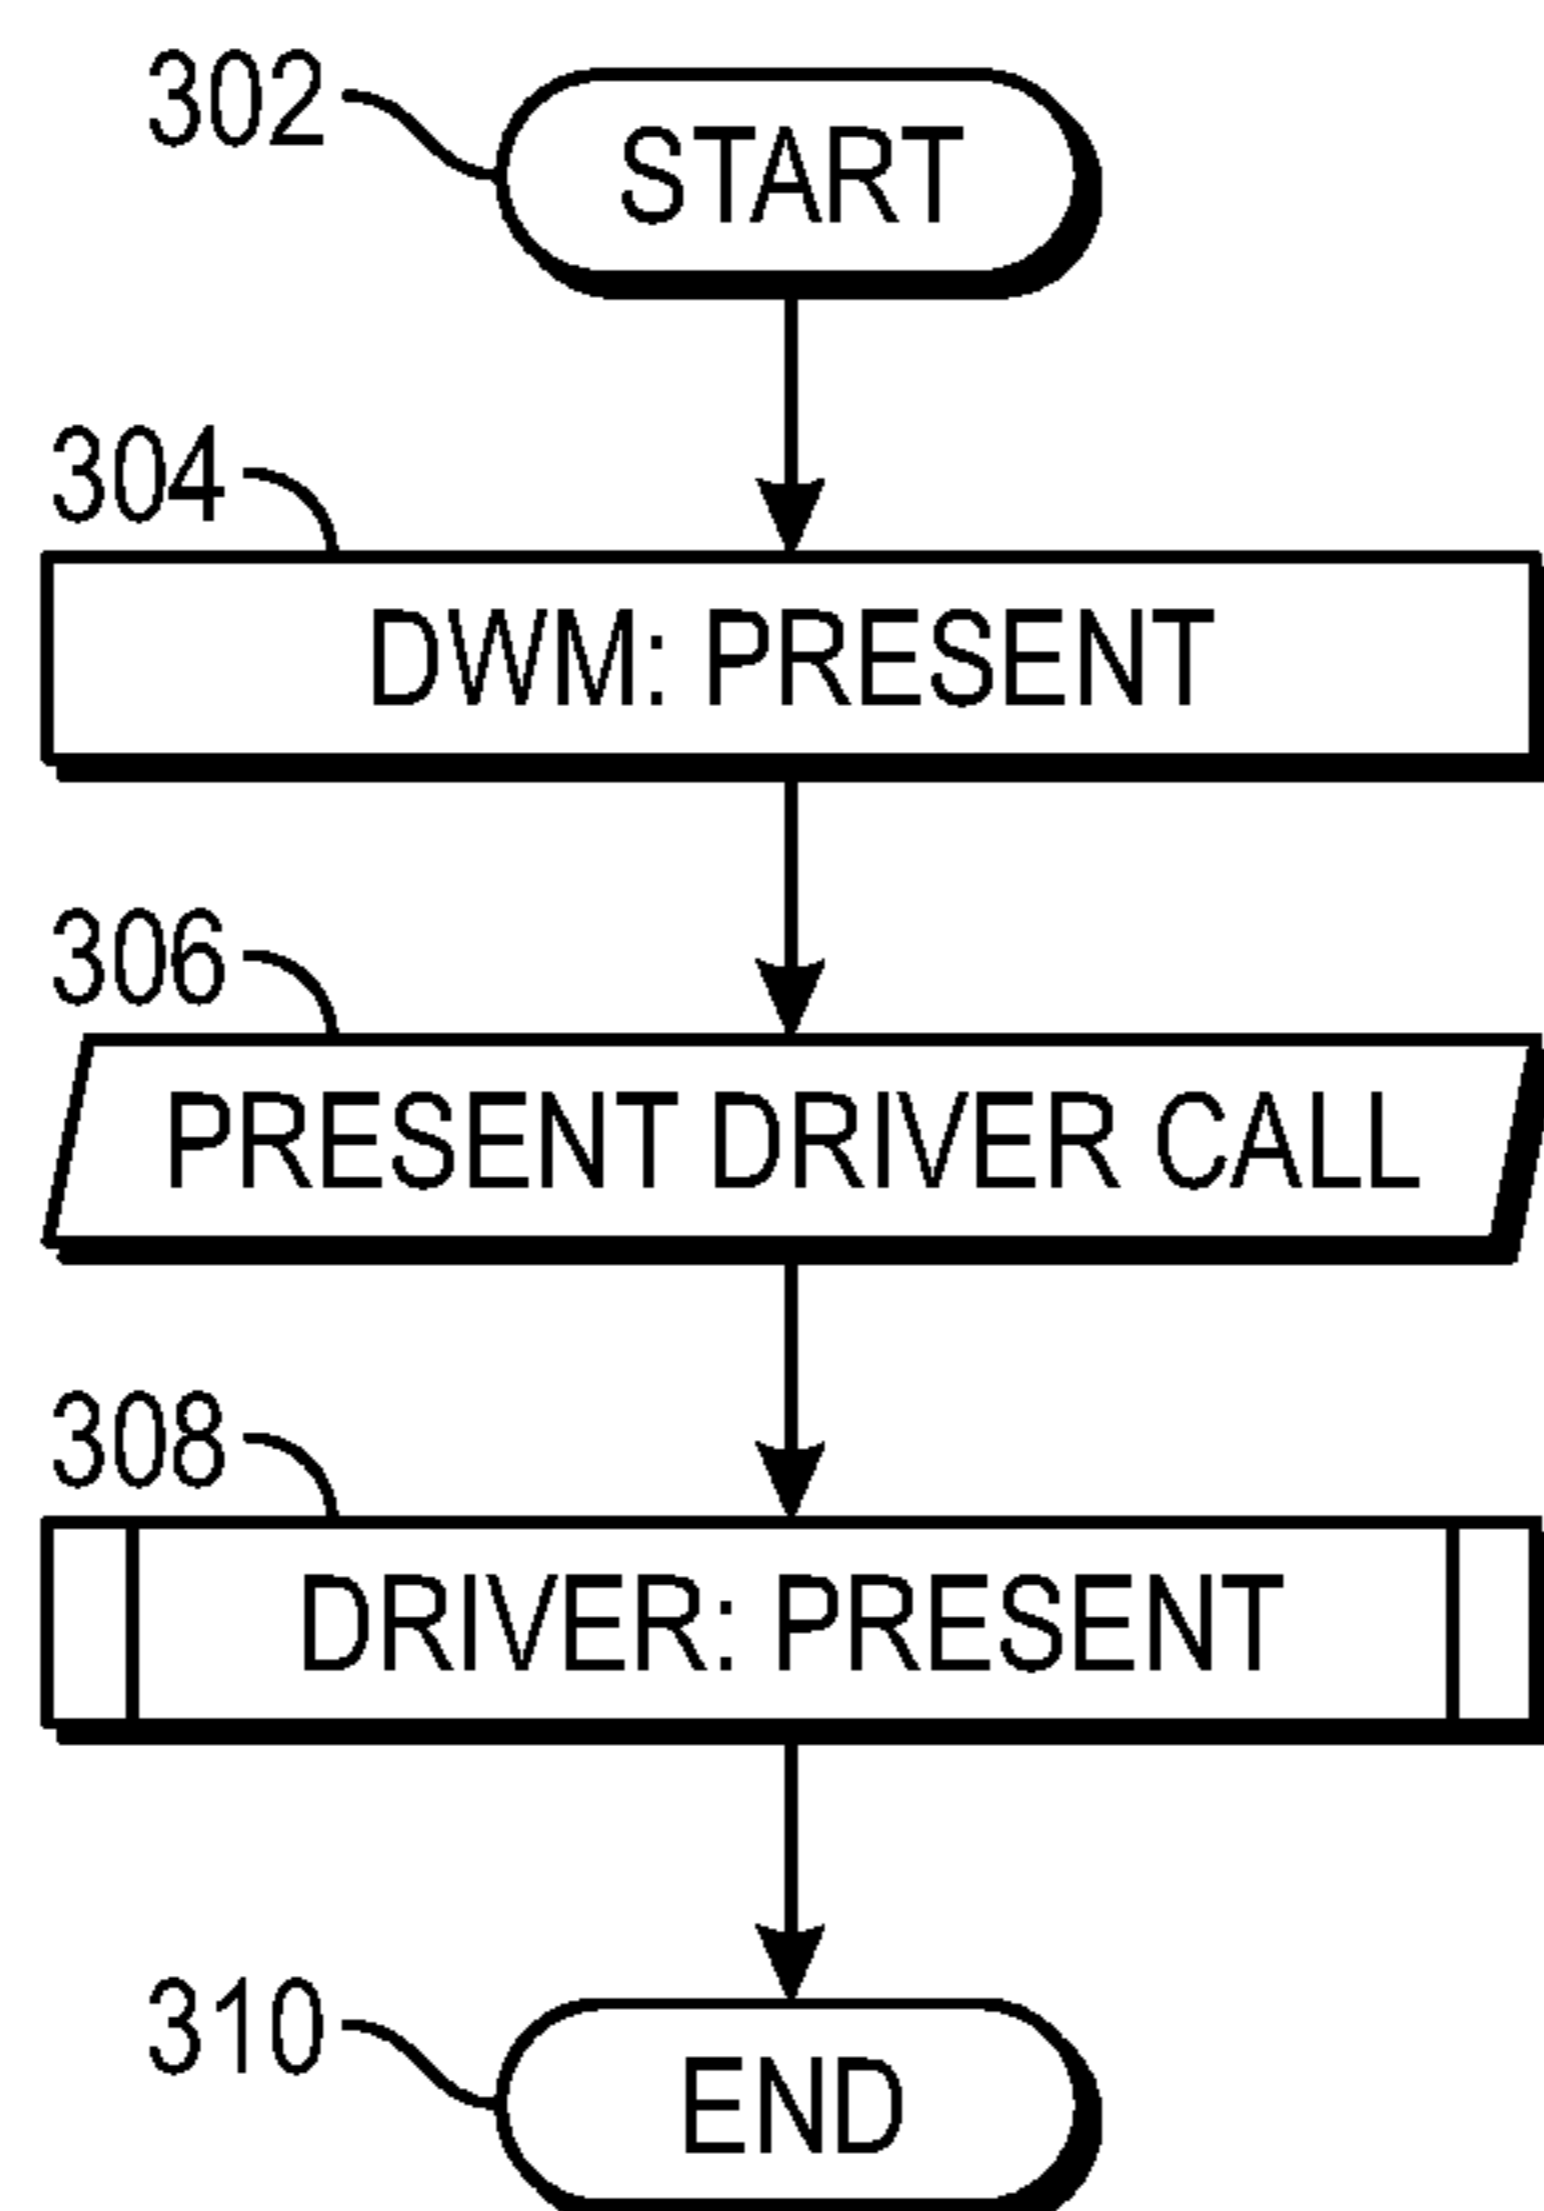 302
START
304
DWM: PRESENT
306
PRESENT DRIVER CALL
308
DRIVER: PRESENT
310
END